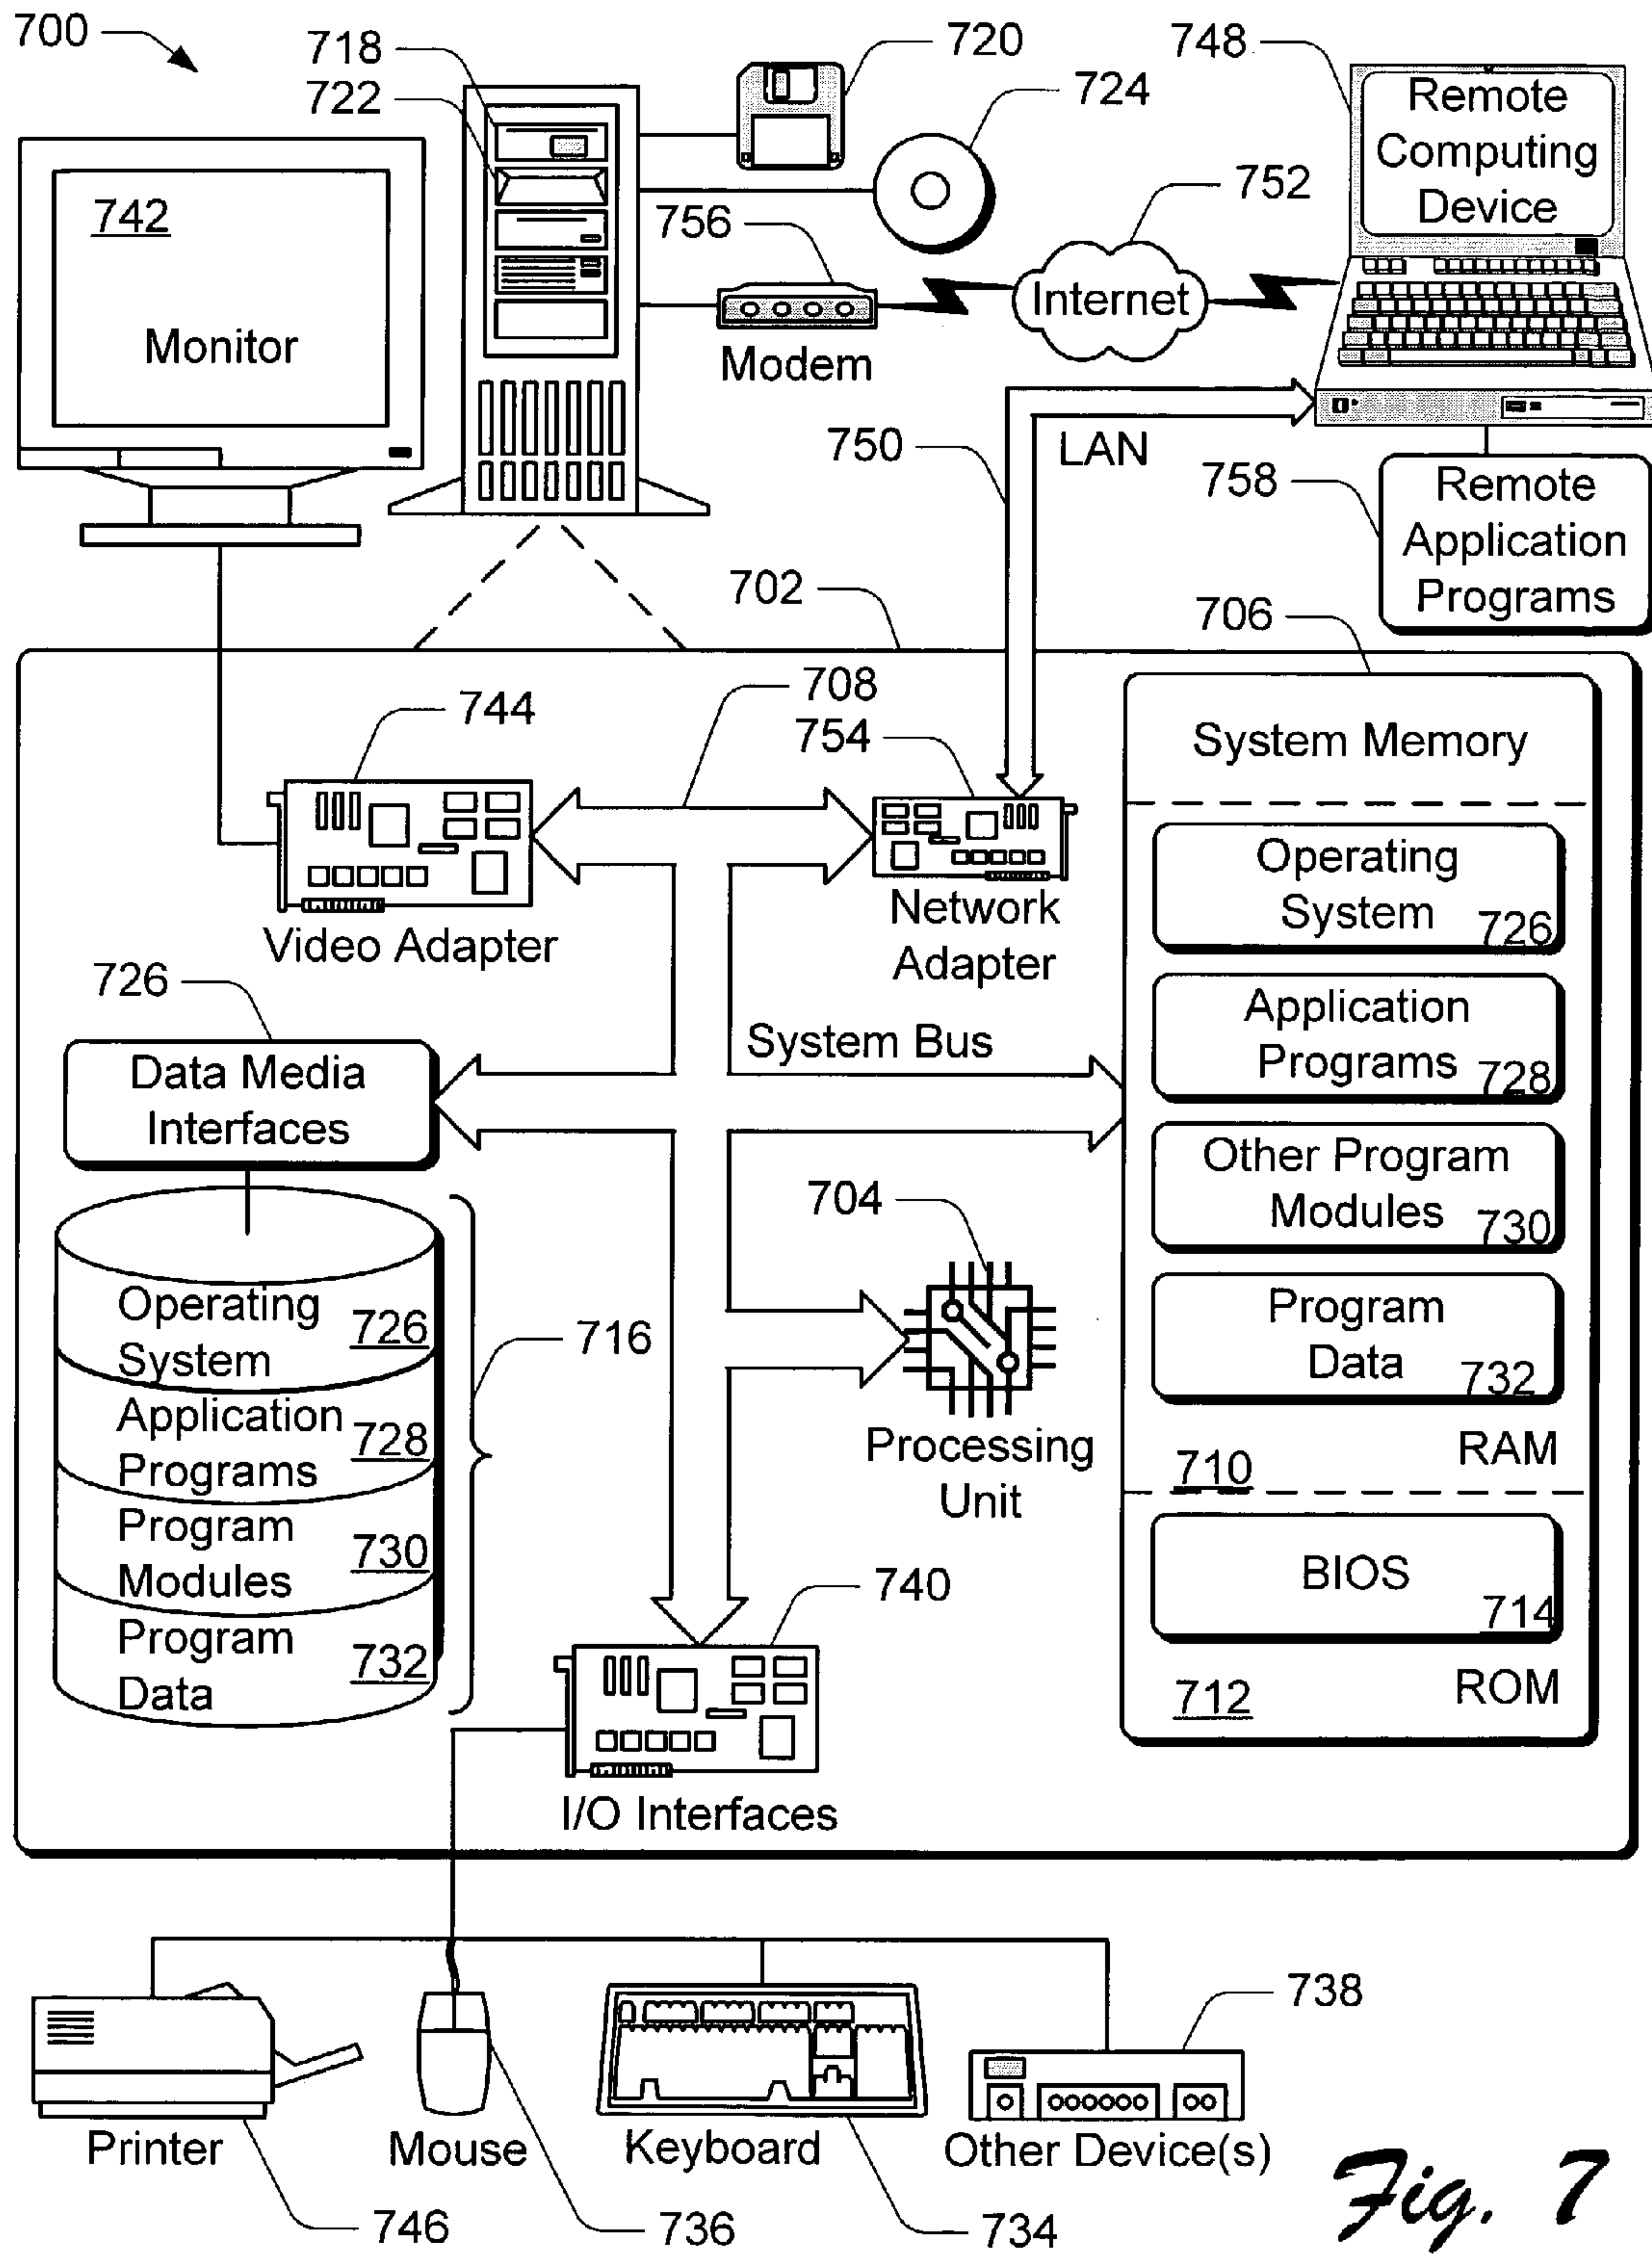 700
718
720
748
722
724
Remote
Computing
Device
752
742
756
Internet
Monitor
Modem
750
LAN
758
Remote
Application
Programs
702
706
708
744
754
System Memory
Operating
System 726
Video Adapter
Network
Adapter
726
Application
Programs 728
System Bus
Data Media
Interfaces
Other Program
Modules 730
704
Operating
System 726
716
Program
Data 732
Application
Programs 728
Processing
Unit
RAM
710
Program
Modules 730
BIOS
714
740
Program
Data 732
712
ROM
I/O Interfaces
738
Printer
Mouse
Keyboard
Other Device(s)
746
736
734
Fig. 7